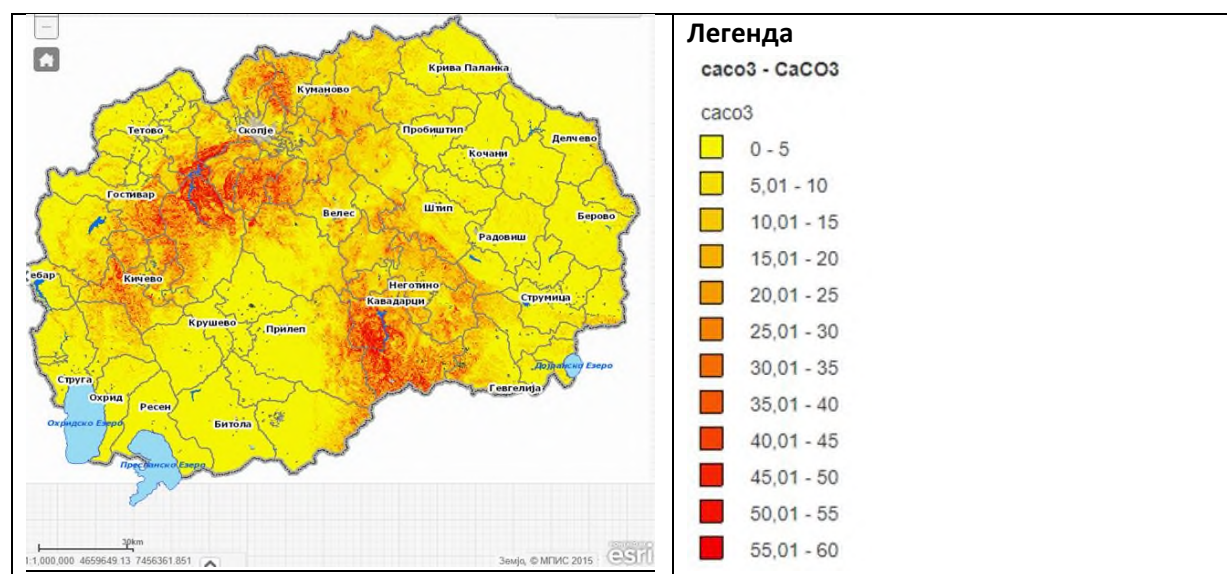 Крива Паланка
Куманово
Тетово
Скопје
Пробиштип
Делчево
Кочани
Гостивар
Велес
Штип
Берово
Радовиш
ебар
Кичево
Неготино
Кавадарци
Струмица
Крушево
Прилеп
Дојранско Езеро
Гевгелија
Струга
Охрид
Ресен
Битола
Охридско Езеро
Преспанско Езеро
30km
1:1,000,000 4659649.13 7456361.851
Земјо, © МПИС 2015
esri
Легенда
caco3 - CaCO3
caco3
0 - 5
5,01 - 10
10,01 - 15
15,01 - 20
20,01 - 25
25,01 - 30
30,01 - 35
35,01 - 40
40,01 - 45
45,01 - 50
50,01 - 55
55,01 - 60